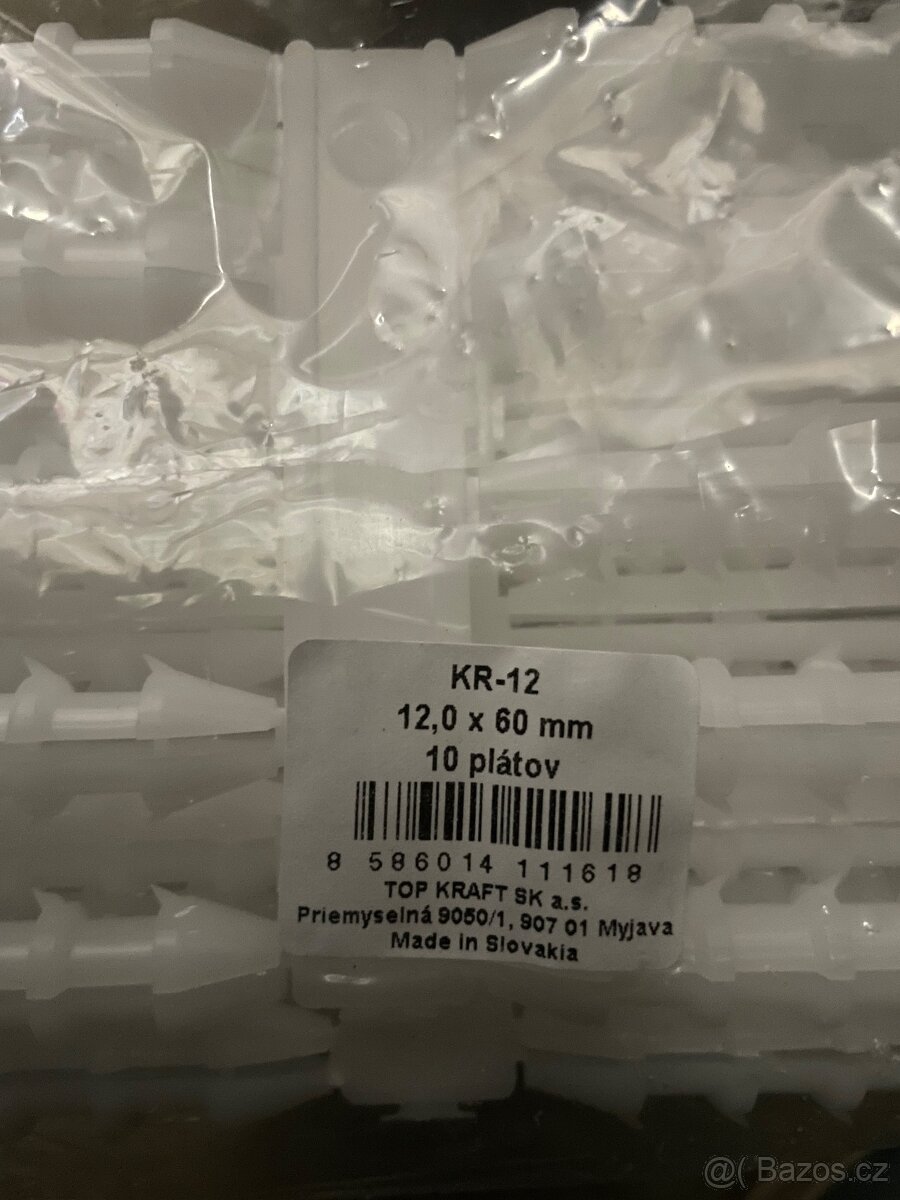 KR-12
12,0 x 60 mm
10 plátov
8 586014 111618
TOP KRAFT SK a.s.
Priemyselná 9050/1, 907 01 Myjava
Made in Slovakia
@( Bazos.cz